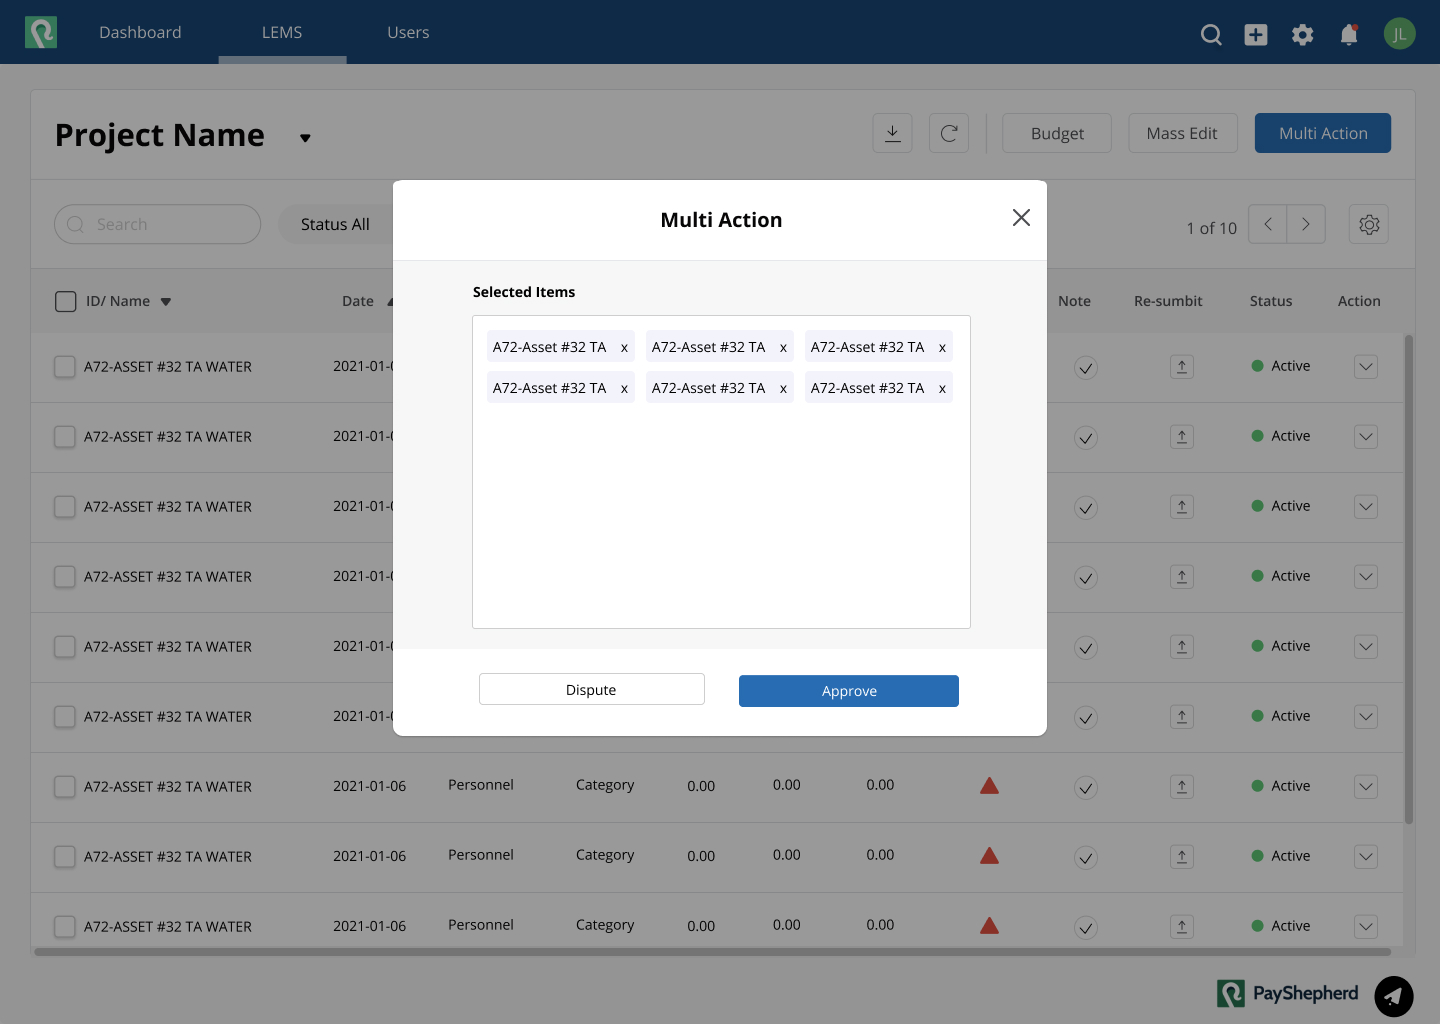 Dashboard LEMS Users JL
Project Name Budget Mass Edit Multi Action
Search Status All 1 of 10
Multi Action
ID/ Name Date Note Re-sumbit Status Action
Selected Items
A72-Asset #32 TA x A72-Asset #32 TA x A72-Asset #32 TA x
A72-Asset #32 TA x A72-Asset #32 TA x A72-Asset #32 TA x
A72-ASSET #32 TA WATER 2021-01-0 Active
A72-ASSET #32 TA WATER 2021-01-0 Active
A72-ASSET #32 TA WATER 2021-01-0 Active
A72-ASSET #32 TA WATER 2021-01-0 Active
A72-ASSET #32 TA WATER 2021-01-0 Active
A72-ASSET #32 TA WATER 2021-01-0 Active
Dispute Approve
A72-ASSET #32 TA WATER 2021-01-06 Personnel Category 0.00 0.00 0.00 Active
A72-ASSET #32 TA WATER 2021-01-06 Personnel Category 0.00 0.00 0.00 Active
A72-ASSET #32 TA WATER 2021-01-06 Personnel Category 0.00 0.00 0.00 Active
PayShepherd